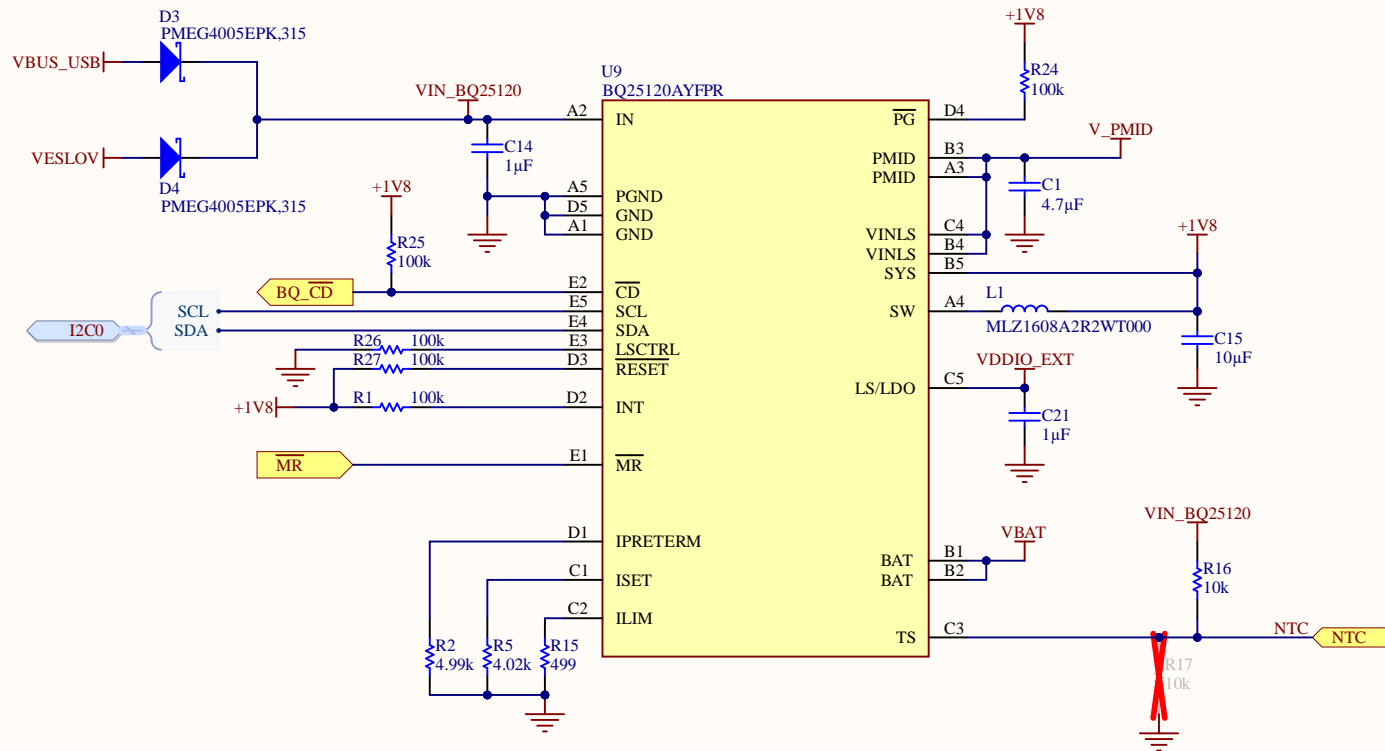 D3
PMEG4005EPK,315
VBUS_USB
VESLOV
D4
PMEG4005EPK,315
VIN_BQ25120
C14
1µF
+1V8
R25
100k
BQ_CD
I2C0
SCL
SDA
R26
100k
R27
100k
+1V8
R1
100k
MR
R2
4.99k
R5
4.02k
R15
499
U9
BQ25120AYFPR
A2
IN
A5
PGND
D5
GND
A1
GND
E2
CD
E5
SCL
E4
SDA
E3
LSCTRL
D3
RESET
D2
INT
E1
MR
D1
IPRETERM
C1
ISET
C2
ILIM
PG
D4
PMID
B3
PMID
A3
VINLS
C4
VINLS
B4
SYS
B5
SW
A4
LS/LDO
C5
BAT
B1
BAT
B2
TS
C3
+1V8
R24
100k
V_PMID
C1
4.7µF
+1V8
L1
MLZ1608A2R2WT000
C15
10µF
VDDIO_EXT
C21
1µF
VBAT
VIN_BQ25120
R16
10k
NTC
NTC
R17
10k